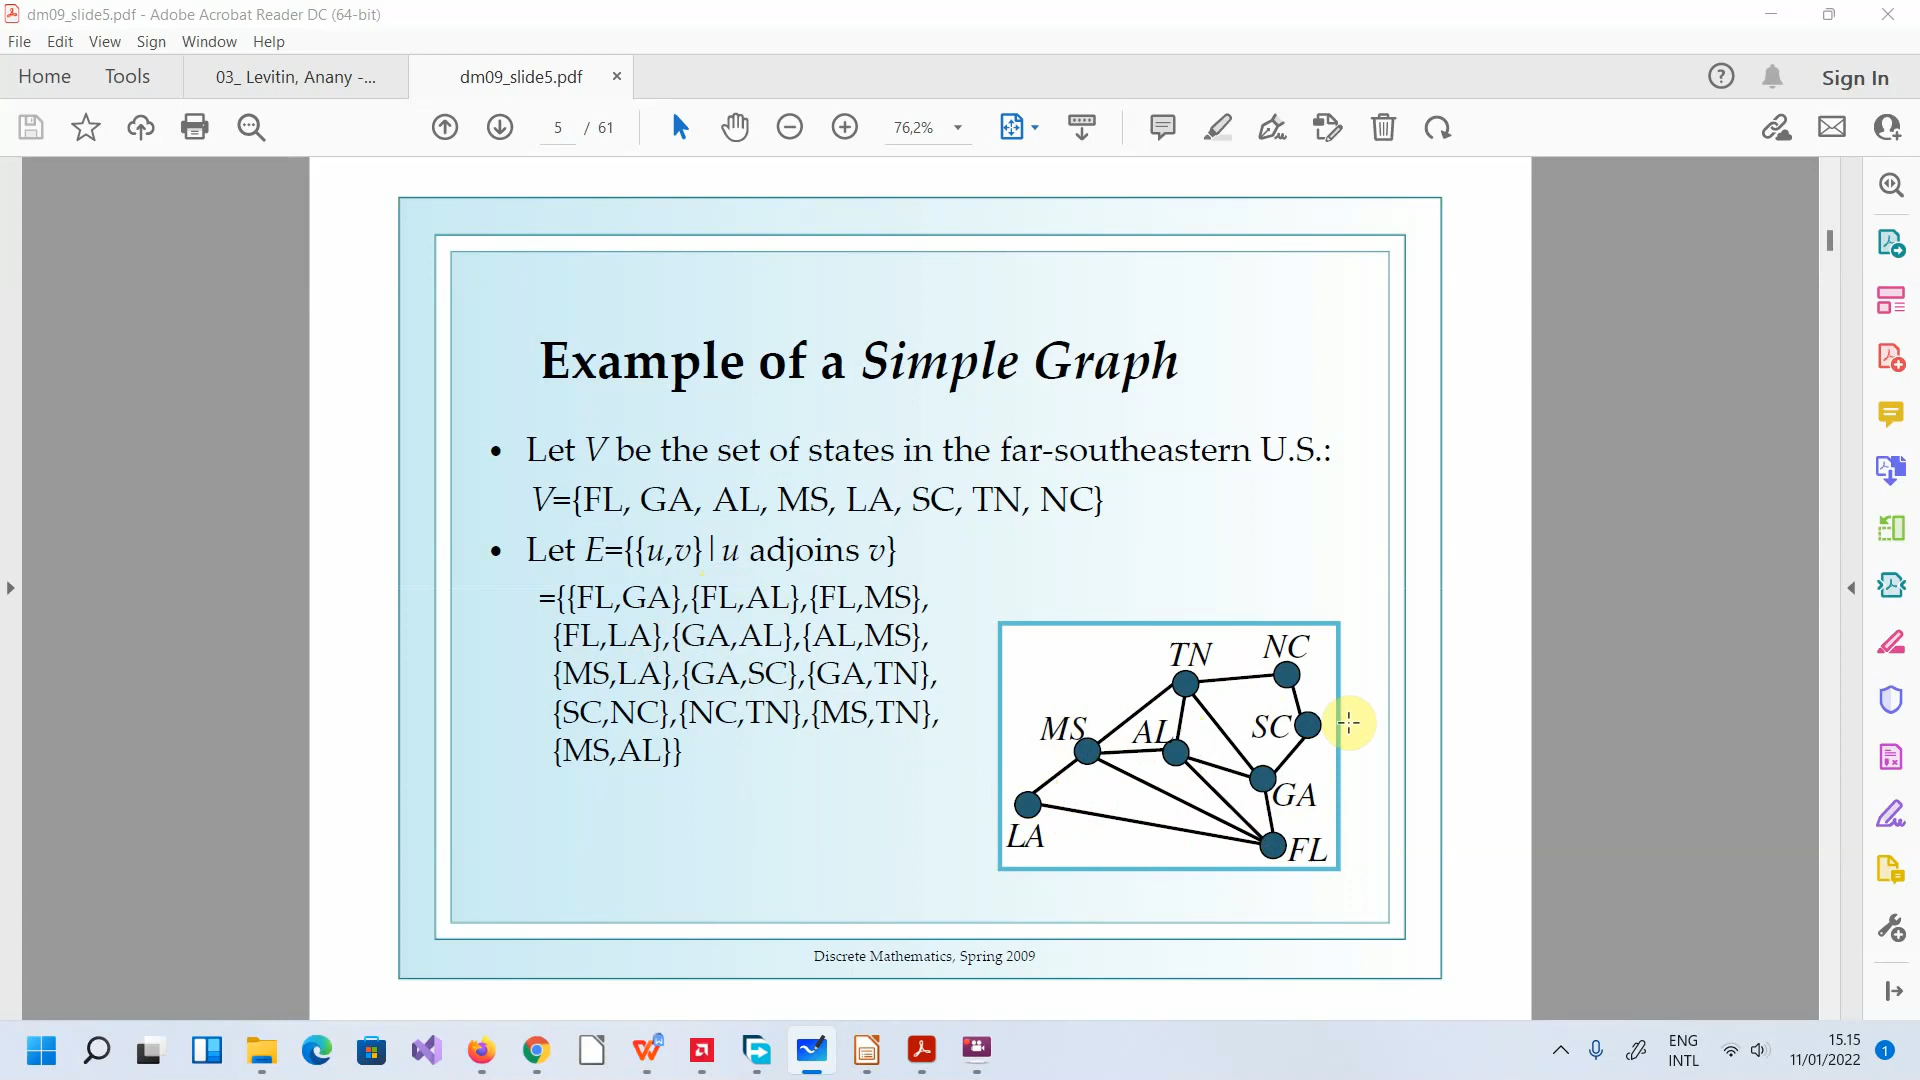 dm09_slide5.pdf - Adobe Acrobat Reader DC (64-bit)
File Edit View Sign Window Help
Home Tools 03_ Levitin, Anany -... dm09_slide5.pdf × Sign In
5 / 61 76,2%
Example of a Simple Graph
• Let V be the set of states in the far-southeastern U.S.:
V={FL, GA, AL, MS, LA, SC, TN, NC}
• Let E={{u,v}|u adjoins v}
={{FL,GA},{FL,AL},{FL,MS},
{FL,LA},{GA,AL},{AL,MS},
{MS,LA},{GA,SC},{GA,TN},
{SC,NC},{NC,TN},{MS,TN},
{MS,AL}}
TN NC
MS AL SC
GA
LA FL
Discrete Mathematics, Spring 2009
ENG
INTL
15.15
11/01/2022
1